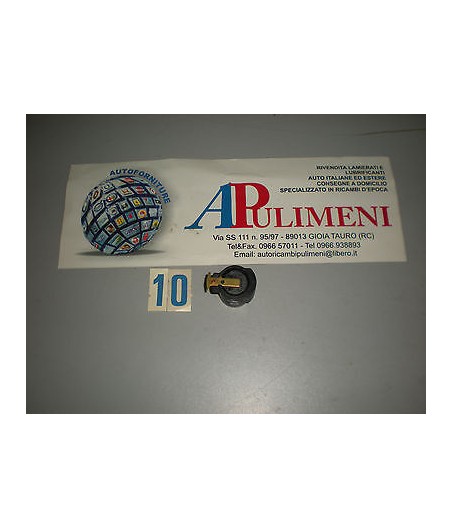 AUTOFORNITURE
RIVENDITA LAMIERATI E
LUBRIFICANTI
AUTO ITALIANE ED ESTERE
CONSEGNE A DOMICILIO
SPECIALIZZATO IN RICAMBI D'EPOCA
APULIMENI
Via SS 111 n. 95/97 - 89013 GIOIA TAURO (RC)
Tel&Fax. 0966 57011 - Tel 0966.938893
Email: autoricambipulimeni@libero.it
10